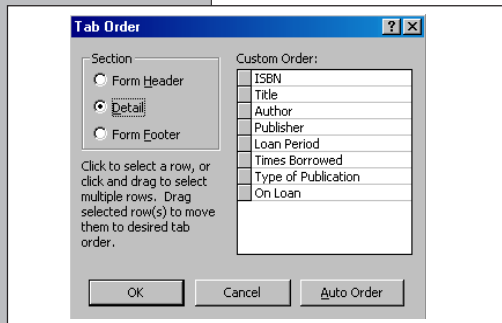 Tab Order
Section
Form Header
Detail
Form Footer
Click to select a row, or
click and drag to select
multiple rows. Drag
selected row(s) to move
them to desired tab
order.
Custom Order:
ISBN
Title
Author
Publisher
Loan Period
Times Borrowed
Type of Publication
On Loan
OK
Cancel
Auto Order